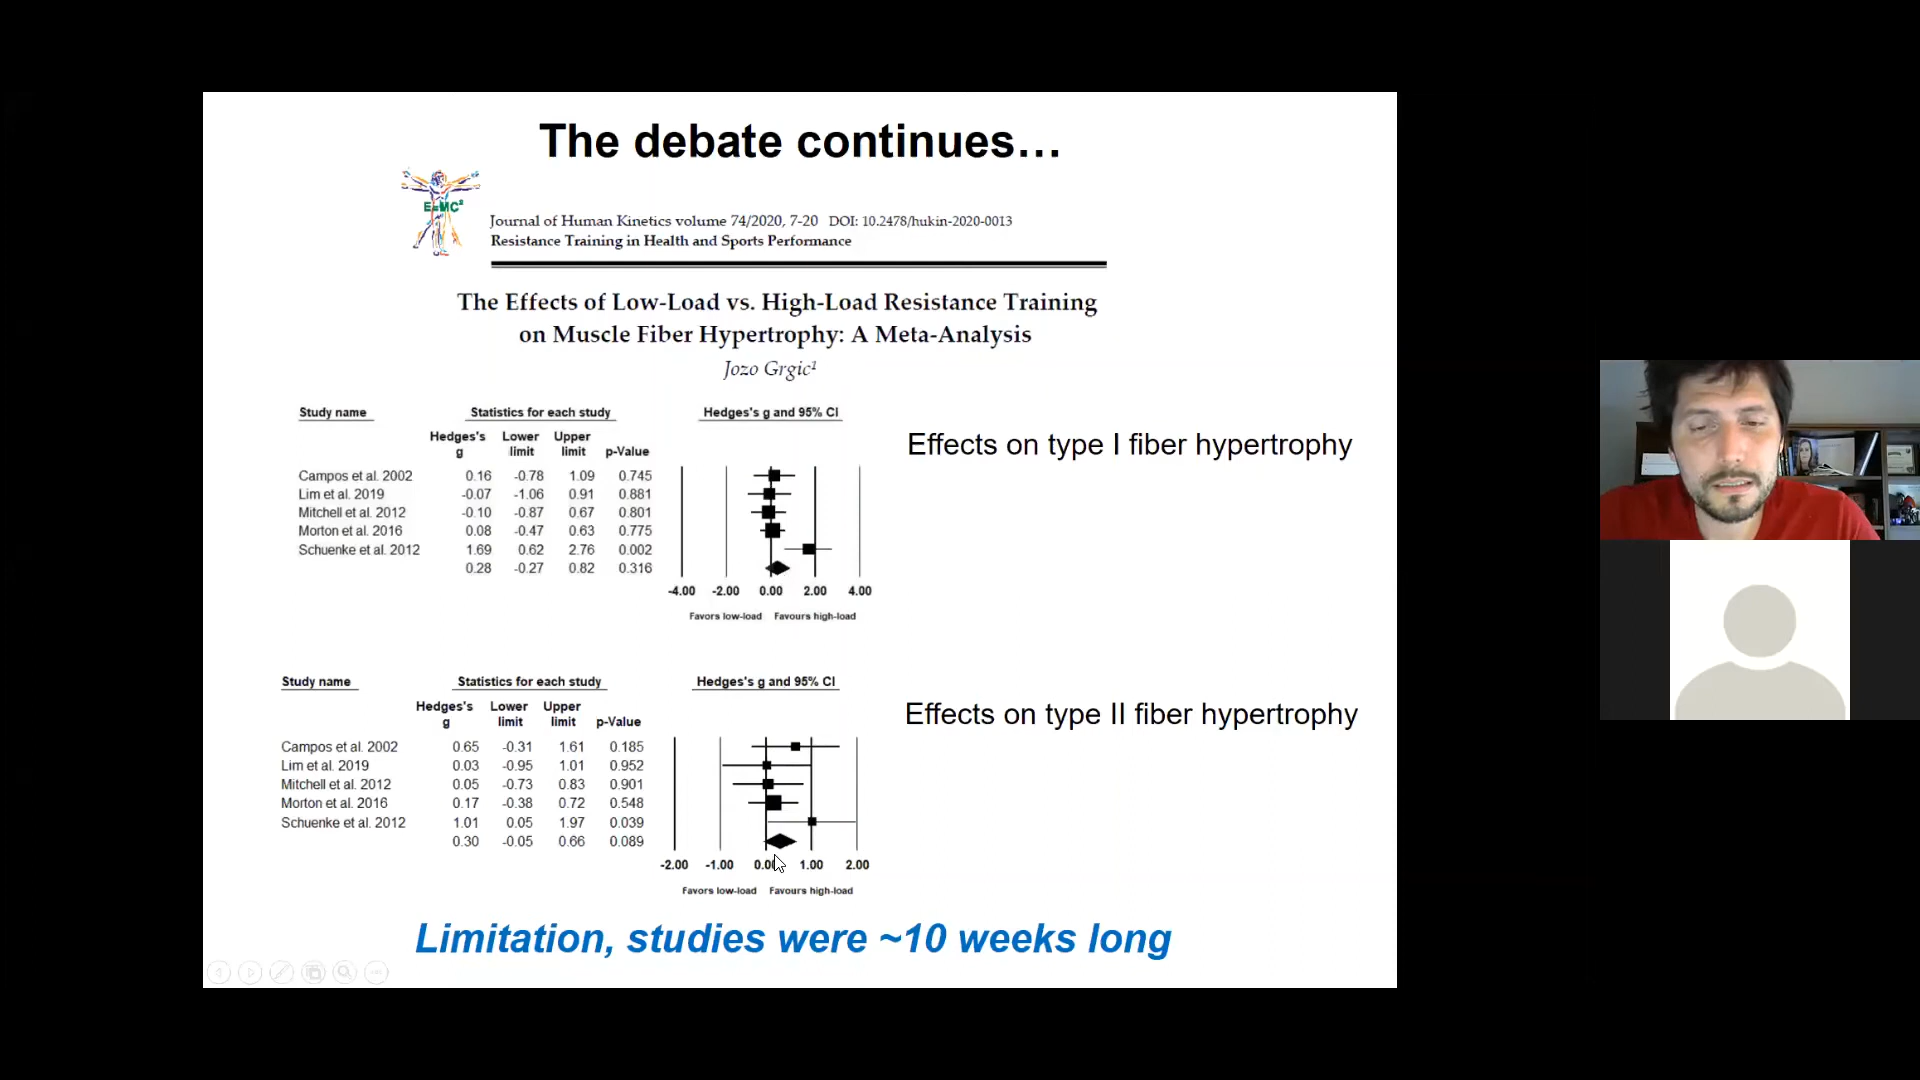 The debate continues…
E=MC²
Journal of Human Kinetics volume 74/2020, 7-20 DOI: 10.2478/hukin-2020-0013
Resistance Training in Health and Sports Performance
The Effects of Low-Load vs. High-Load Resistance Training
on Muscle Fiber Hypertrophy: A Meta-Analysis
Jozo Grgic¹
Study name Statistics for each study Hedges's g and 95% CI
Hedges's Lower Upper
g limit limit p-Value
Campos et al. 2002 0.16 -0.78 1.09 0.745
Lim et al. 2019 -0.07 -1.06 0.91 0.881
Mitchell et al. 2012 -0.10 -0.87 0.67 0.801
Morton et al. 2016 0.08 -0.47 0.63 0.775
Schuenke et al. 2012 1.69 0.62 2.76 0.002
0.28 -0.27 0.82 0.316
-4.00 -2.00 0.00 2.00 4.00
Favors low-load Favours high-load
Effects on type I fiber hypertrophy
Study name Statistics for each study Hedges's g and 95% CI
Hedges's Lower Upper
g limit limit p-Value
Campos et al. 2002 0.65 -0.31 1.61 0.185
Lim et al. 2019 0.03 -0.95 1.01 0.952
Mitchell et al. 2012 0.05 -0.73 0.83 0.901
Morton et al. 2016 0.17 -0.38 0.72 0.548
Schuenke et al. 2012 1.01 0.05 1.97 0.039
0.30 -0.05 0.66 0.089
-2.00 -1.00 0.00 1.00 2.00
Favors low-load Favours high-load
Effects on type II fiber hypertrophy
Limitation, studies were ~10 weeks long